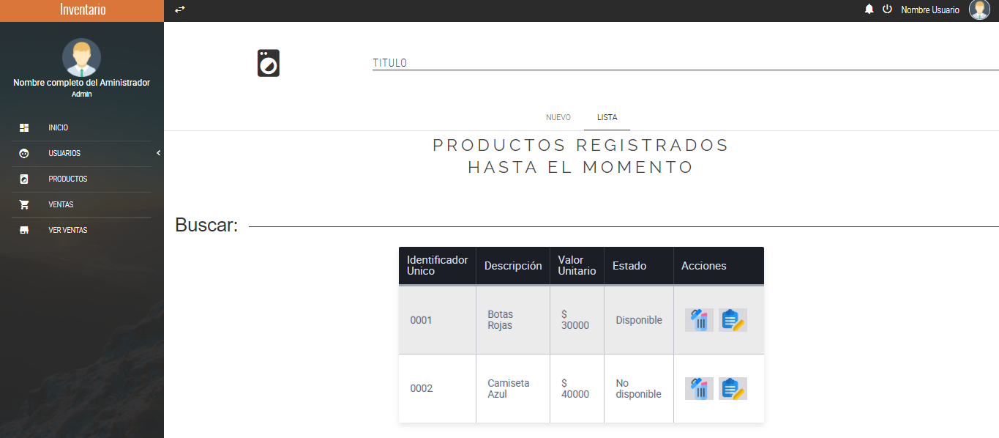 Inventario
Nombre Usuario
Nombre completo del Aministrador
Admin
INICIO
USUARIOS
PRODUCTOS
VENTAS
VER VENTAS
TITULO
NUEVO LISTA
PRODUCTOS REGISTRADOS
HASTA EL MOMENTO
Buscar:
Identificador
Unico
Descripción
Valor
Unitario
Estado
Acciones
0001
Botas
Rojas
$
30000
Disponible
0002
Camiseta
Azul
$
40000
No
disponible